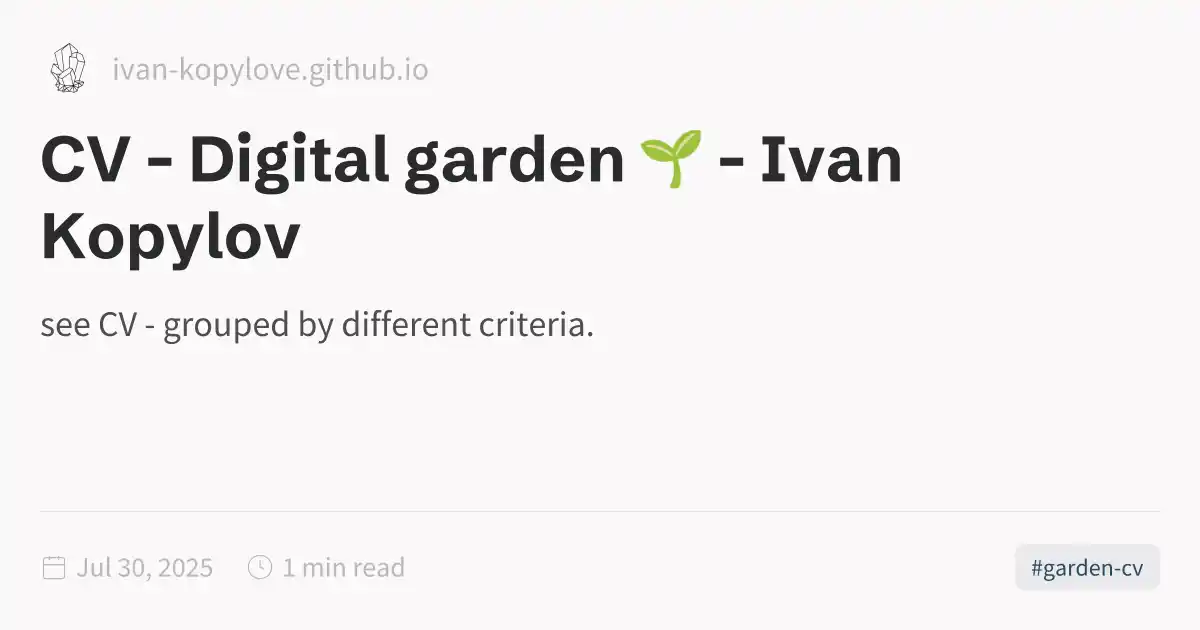 ivan-kopylove.github.io
CV - Digital garden 🌱 - Ivan
Kopylov
see CV - grouped by different criteria.
Jul 30, 2025 1 min read
#garden-cv